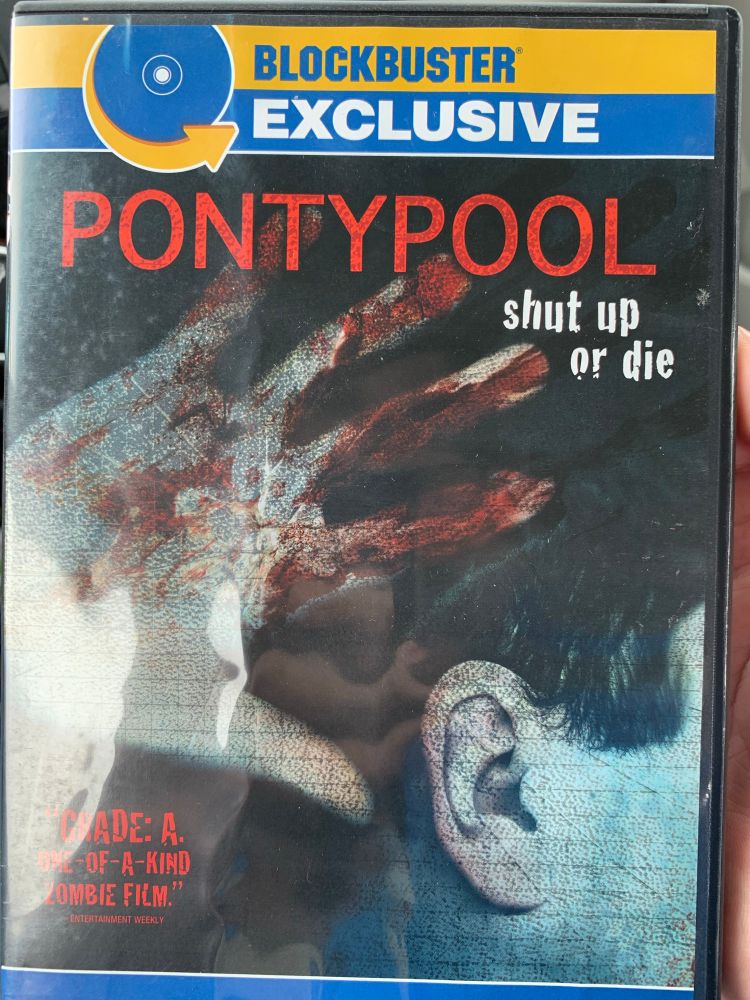 BLOCKBUSTER®
EXCLUSIVE
PONTYPOOL
shut up
or die
"GRADE: A.
ONE-OF-A-KIND
ZOMBIE FILM."
ENTERTAINMENT WEEKLY